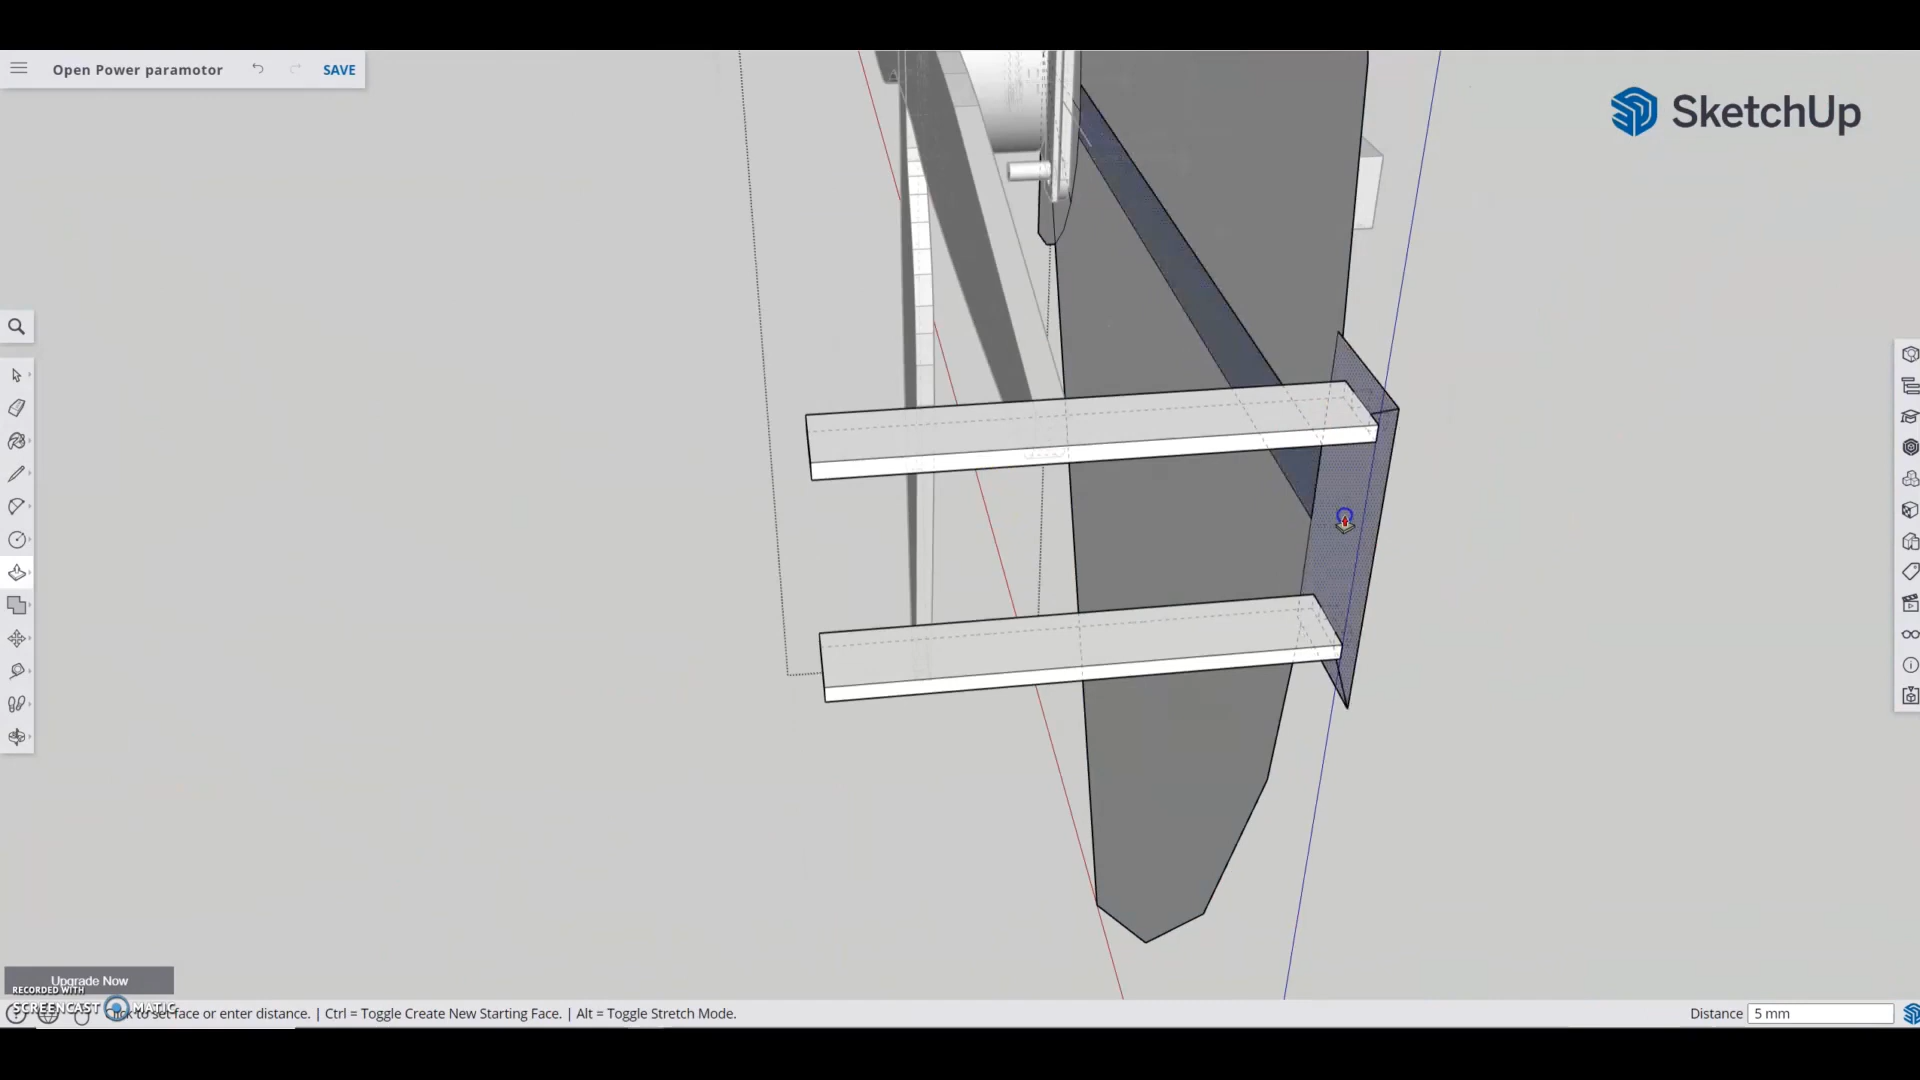 Open Power paramotor
SAVE
SketchUp
Upgrade Now
RECORDED WITH
SCREENCAST MATIC
Click to set face or enter distance. | Ctrl = Toggle Create New Starting Face. | Alt = Toggle Stretch Mode.
Distance 5 mm